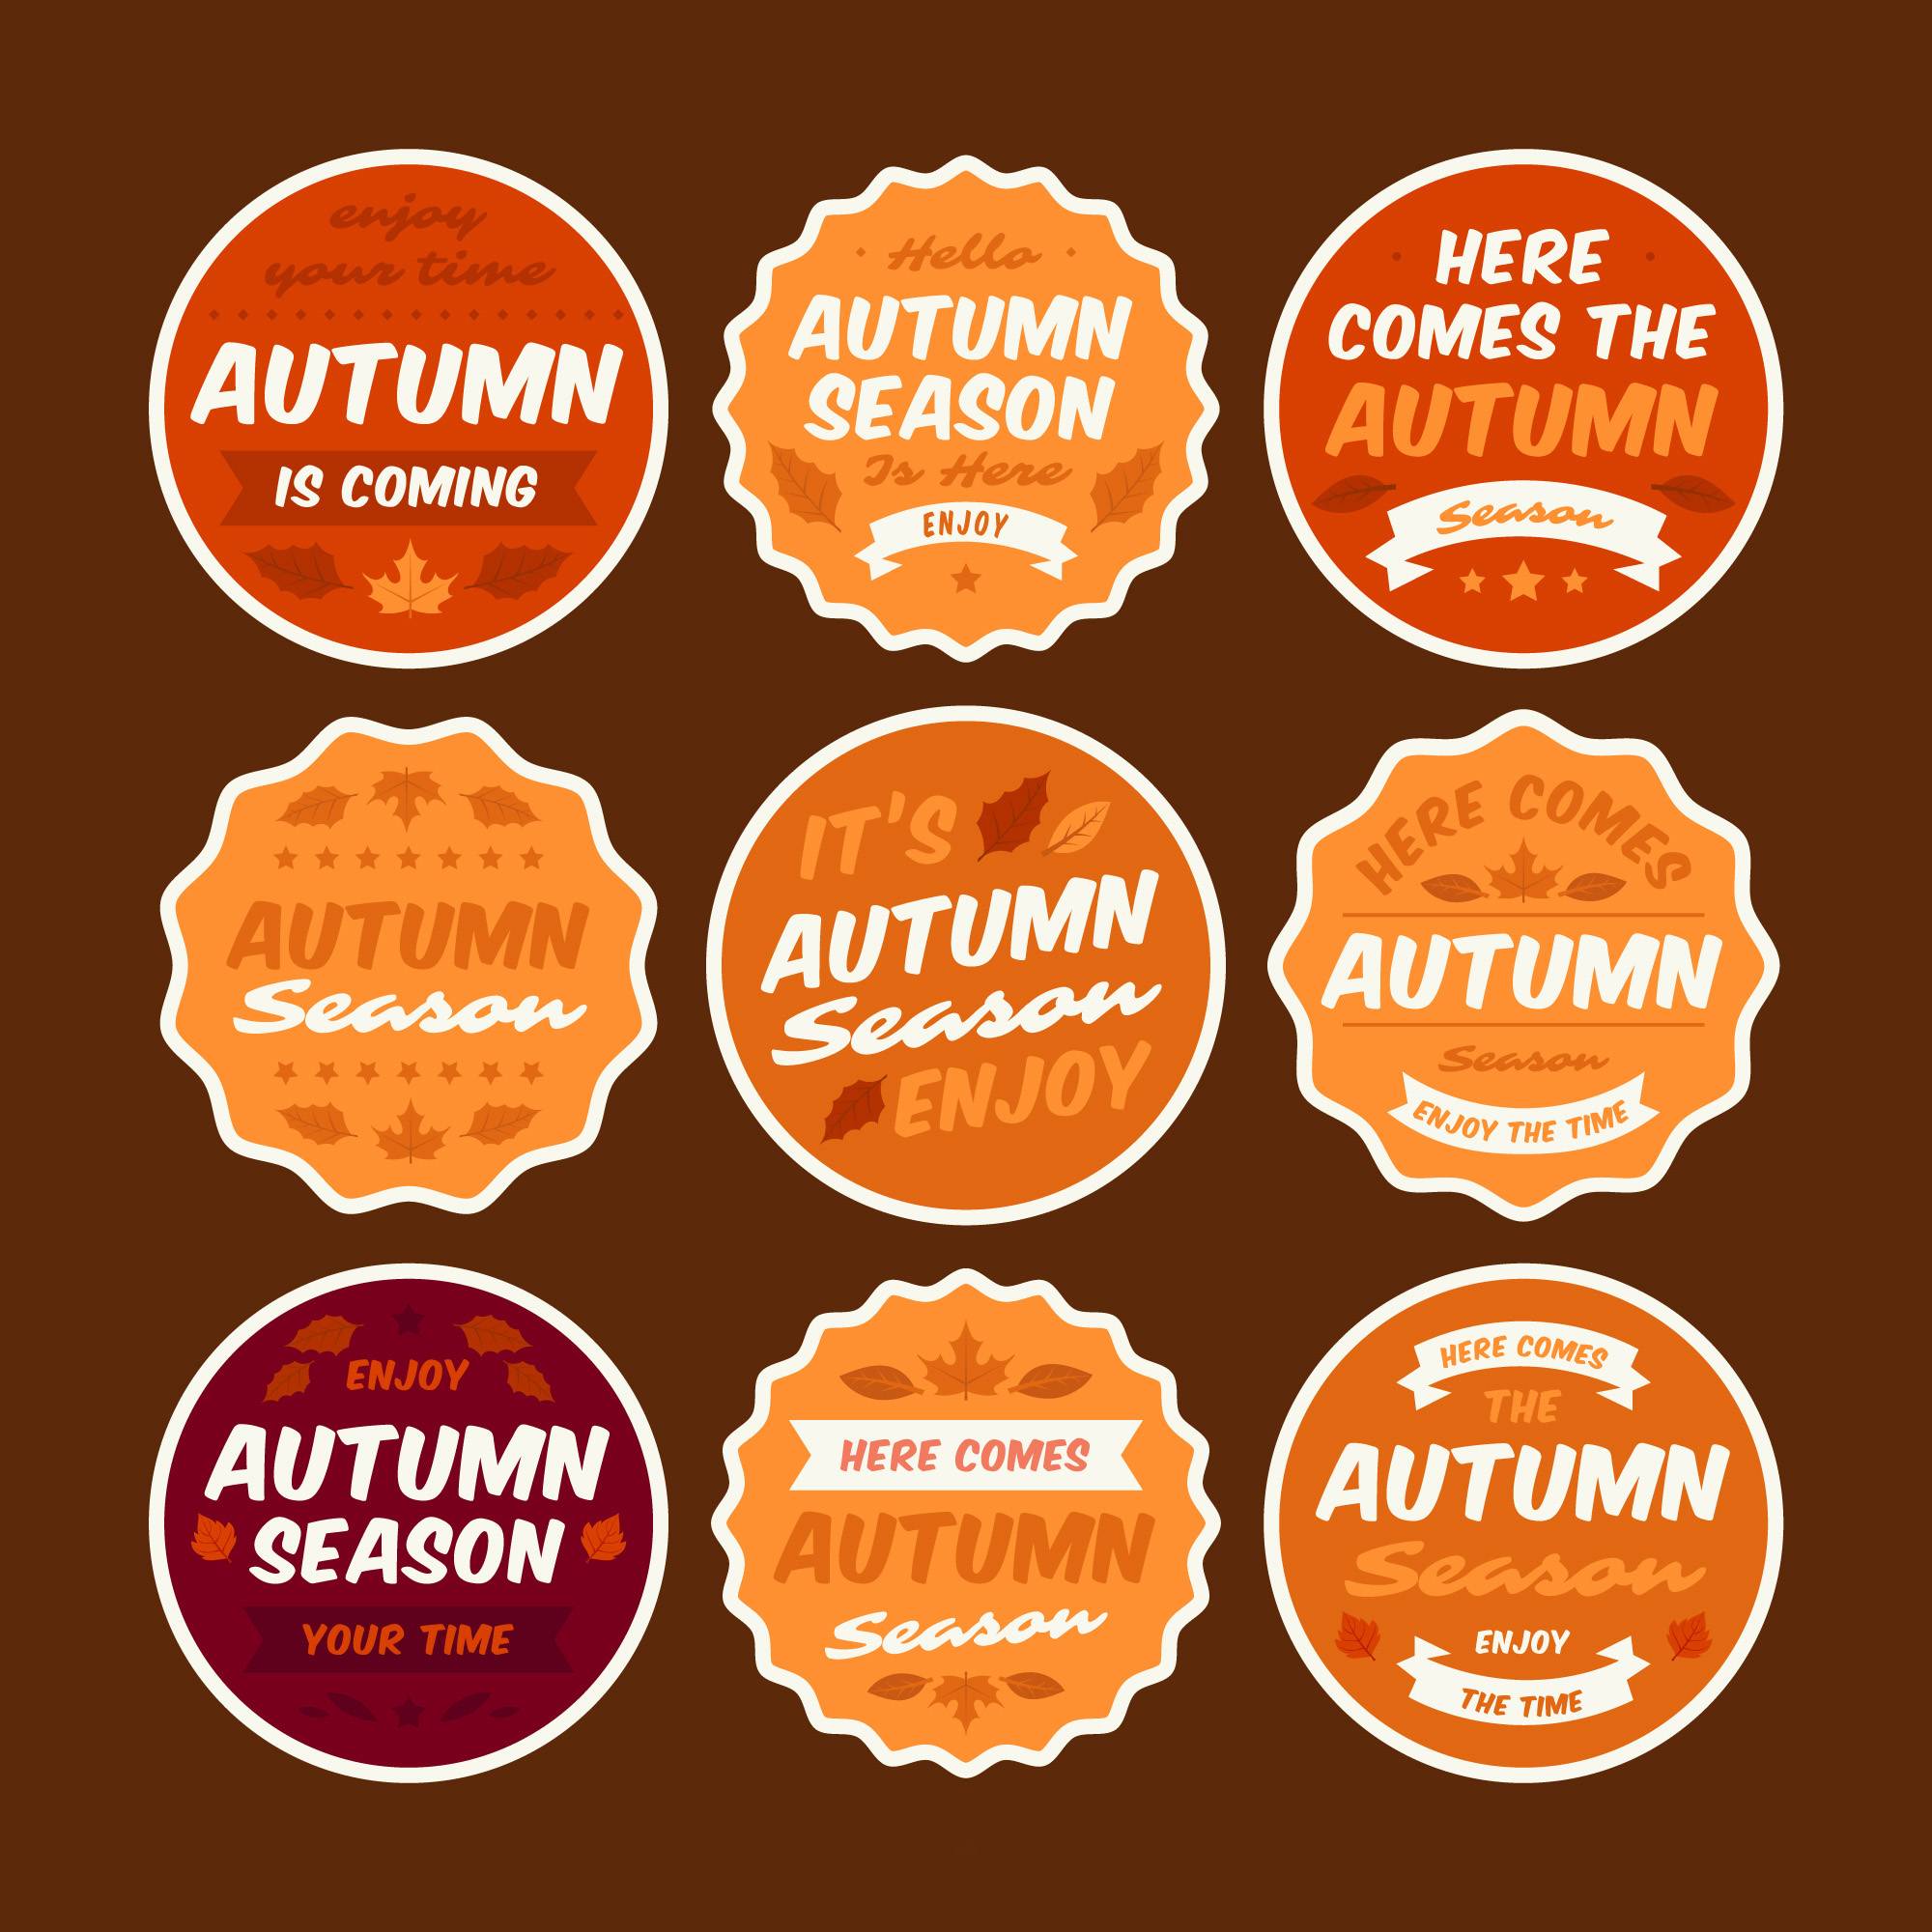 enjoy
your time
AUTUMN
IS COMING
Hello
AUTUMN
SEASON
Is Here
ENJOY
HERE
COMES THE
AUTUMN
Season
AUTUMN
Season
IT'S
AUTUMN
Season
ENJOY
HERE COMES
AUTUMN
Season
ENJOY THE TIME
ENJOY
AUTUMN
SEASON
YOUR TIME
HERE COMES
AUTUMN
Season
HERE COMES
THE
AUTUMN
Season
ENJOY
THE TIME